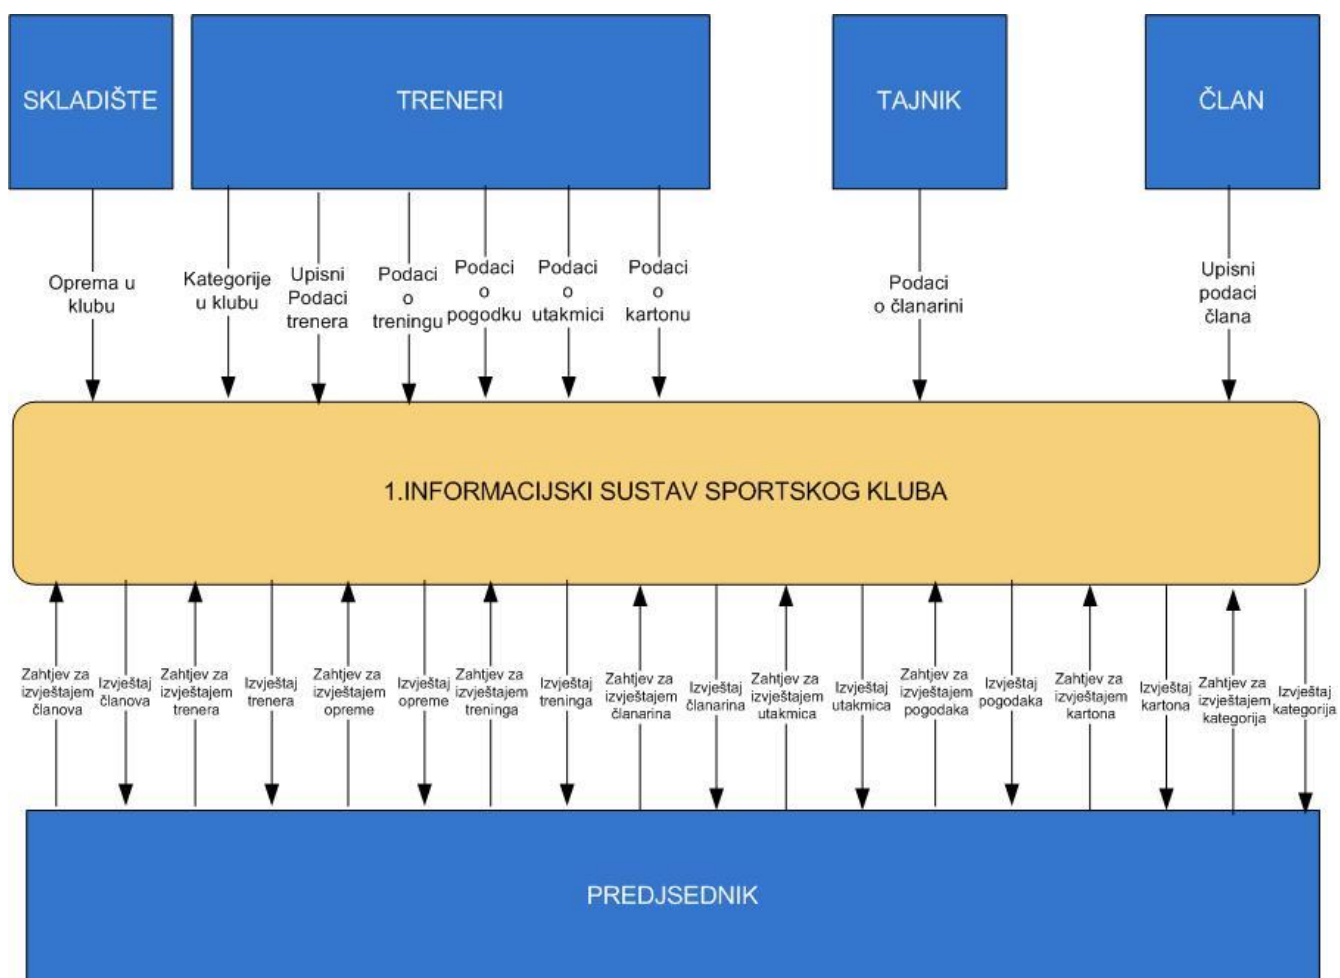 SKLADIŠTE
TRENERI
TAJNIK
ČLAN
Oprema u
klubu
Kategorije
u klubu
Upisni
Podaci
trenera
Podaci
o
treningu
Podaci
o
pogodku
Podaci
o
utakmici
Podaci
o
kartonu
Podaci
o članarini
Upisni
podaci
člana
1.INFORMACIJSKI SUSTAV SPORTSKOG KLUBA
Zahtjev za
izvještajem
članova
Izvještaj
članova
Zahtjev za
izvještajem
trenera
Izvještaj
trenera
Zahtjev za
izvještajem
opreme
Izvještaj
opreme
Zahtjev za
izvještajem
treninga
Izvještaj
treninga
Zahtjev za
izvještajem
članarina
Izvještaj
članarina
Zahtjev za
izvještajem
utakmica
Izvještaj
utakmica
Zahtjev za
izvještajem
pogodaka
Izvještaj
pogodaka
Zahtjev za
izvještajem
kartona
Izvještaj
kartona
Zahtjev za
izvještajem
kategorija
Izvještaj
kategorija
PREDJSEDNIK